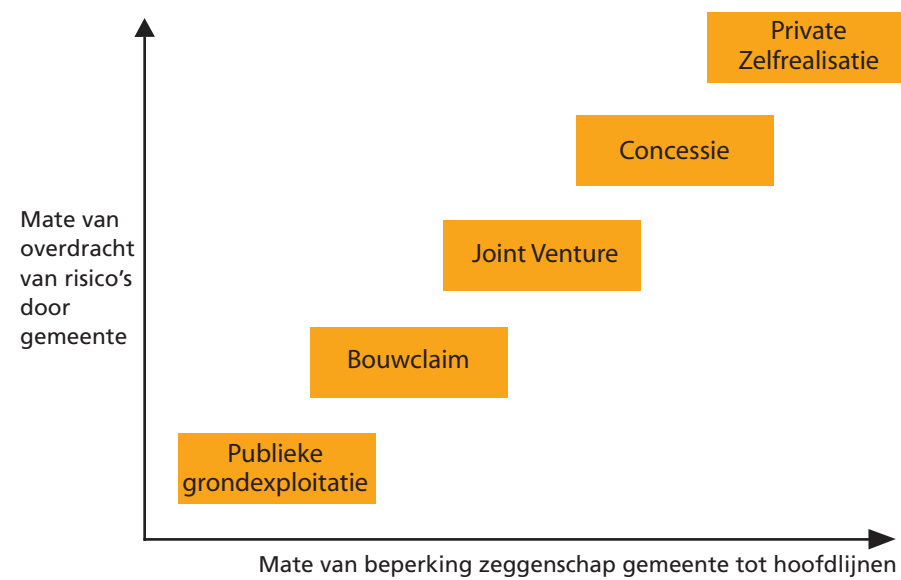 Private
Zelfrealisatie
Concessie
Mate van
overdracht
van risico's
door
gemeente
Joint Venture
Bouwclaim
Publieke
grondexploitatie
Mate van beperking zeggenschap gemeente tot hoofdlijnen